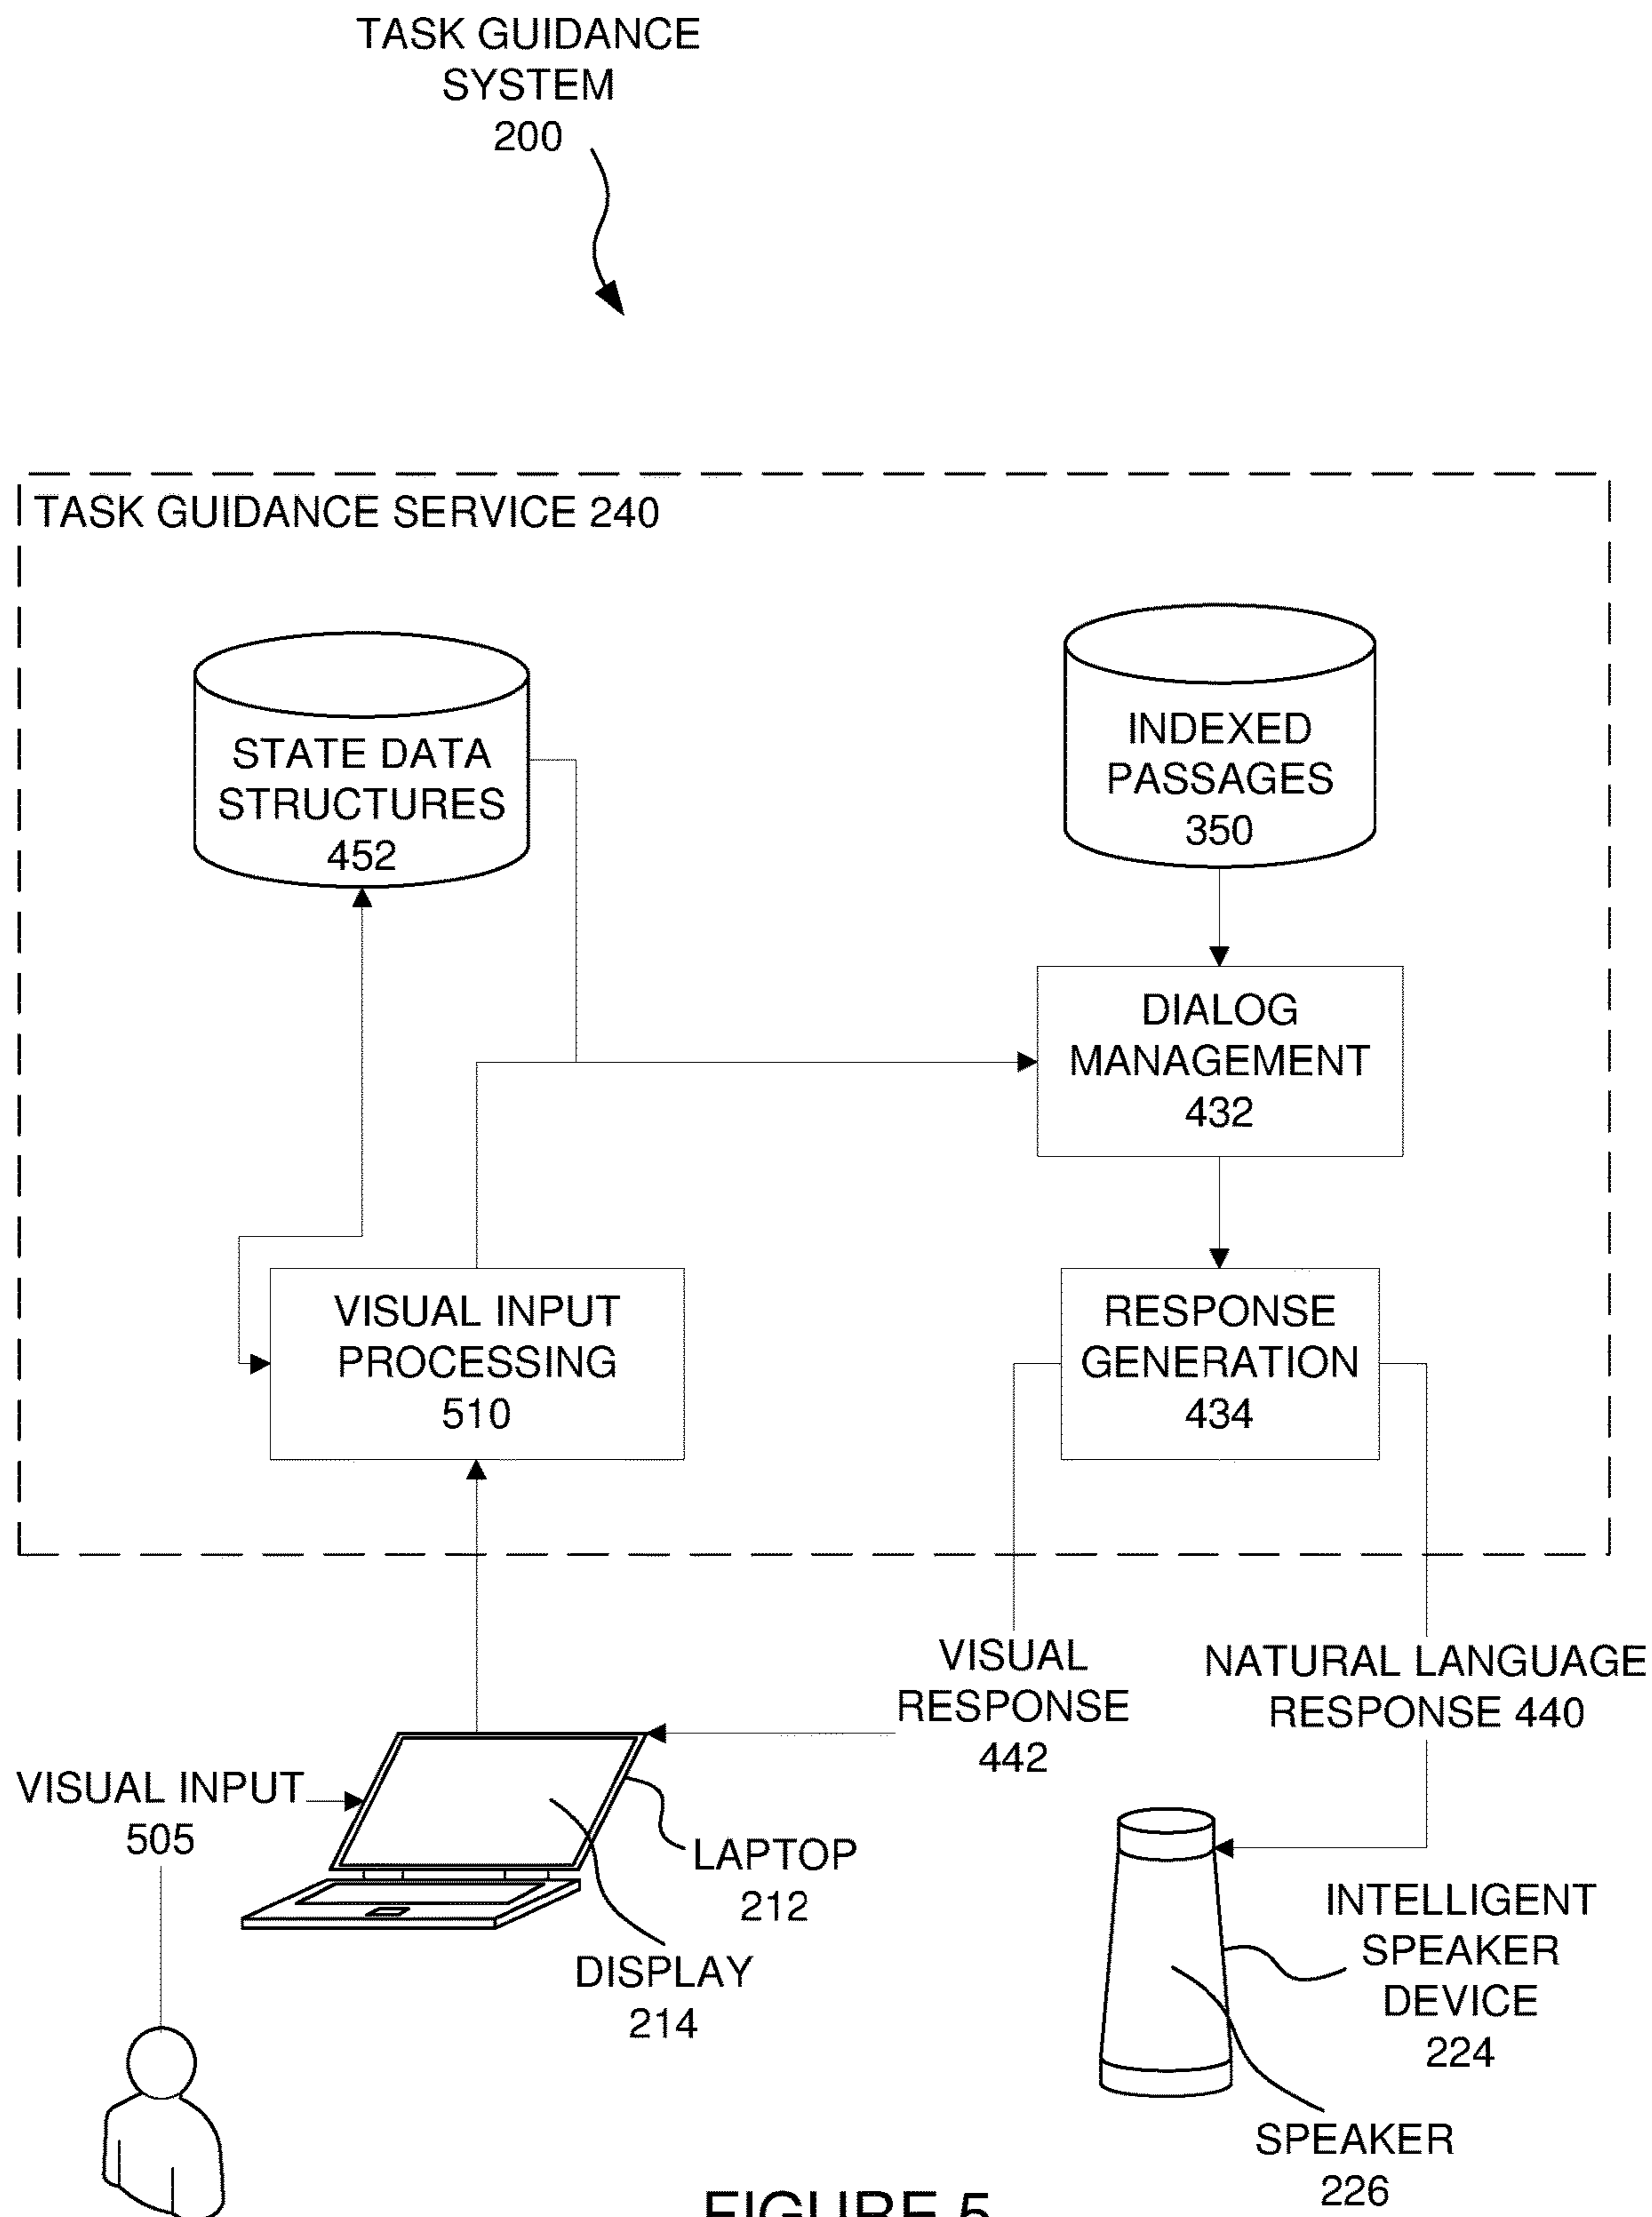 TASK GUIDANCE
SYSTEM
200
TASK GUIDANCE SERVICE 240
STATE DATA
STRUCTURES
452
INDEXED
PASSAGES
350
DIALOG
MANAGEMENT
432
VISUAL INPUT
PROCESSING
510
RESPONSE
GENERATION
434
VISUAL
RESPONSE
442
NATURAL LANGUAGE
RESPONSE 440
VISUAL INPUT
505
LAPTOP
212
DISPLAY
214
INTELLIGENT
SPEAKER
DEVICE
224
SPEAKER
226
FIGURE 5